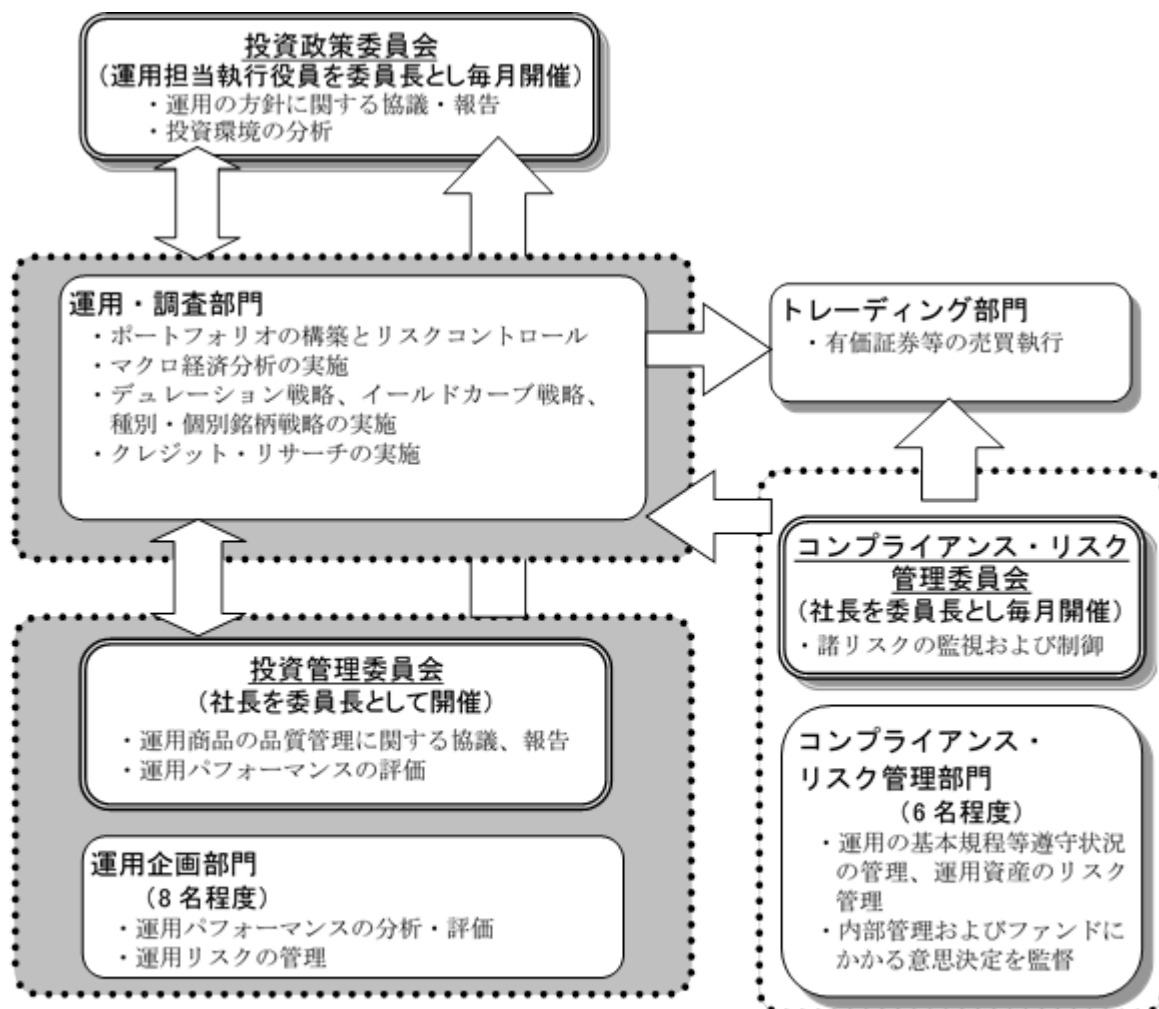 投資政策委員会
(運用担当執行役員を委員長とし毎月開催)
・運用の方針に関する協議・報告
・投資環境の分析
運用・調査部門
・ポートフォリオの構築とリスクコントロール
・マクロ経済分析の実施
・デュレーション戦略、イールドカーブ戦略、
種別・個別銘柄戦略の実施
・クレジット・リサーチの実施
トレーディング部門
・有価証券等の売買執行
コンプライアンス・リスク
管理委員会
(社長を委員長とし毎月開催)
・諸リスクの監視および制御
投資管理委員会
(社長を委員長として開催)
・運用商品の品質管理に関する協議、報告
・運用パフォーマンスの評価
コンプライアンス・
リスク管理部門
(6名程度)
・運用の基本規程等遵守状況
の管理、運用資産のリスク
管理
・内部管理およびファンドに
かかる意思決定を監督
運用企画部門
(8名程度)
・運用パフォーマンスの分析・評価
・運用リスクの管理